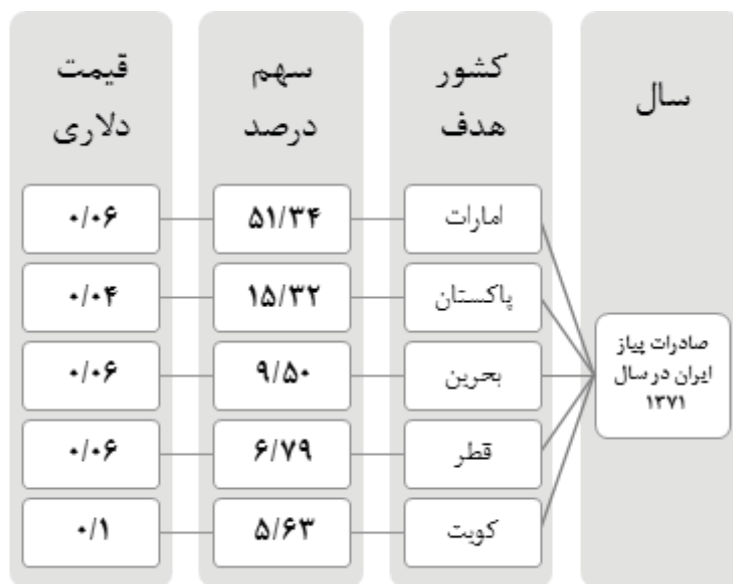 سال
کشور
هدف
سهم
درصد
قیمت
دلاری
صادرات پیاز
ایران در سال
۱۳۷۱
امارات
۵۱/۳۴
۰/۰۶
پاکستان
۱۵/۳۲
۰/۰۴
بحرین
۹/۵۰
۰/۰۶
قطر
۶/۷۹
۰/۰۶
کویت
۵/۶۳
۰/۱